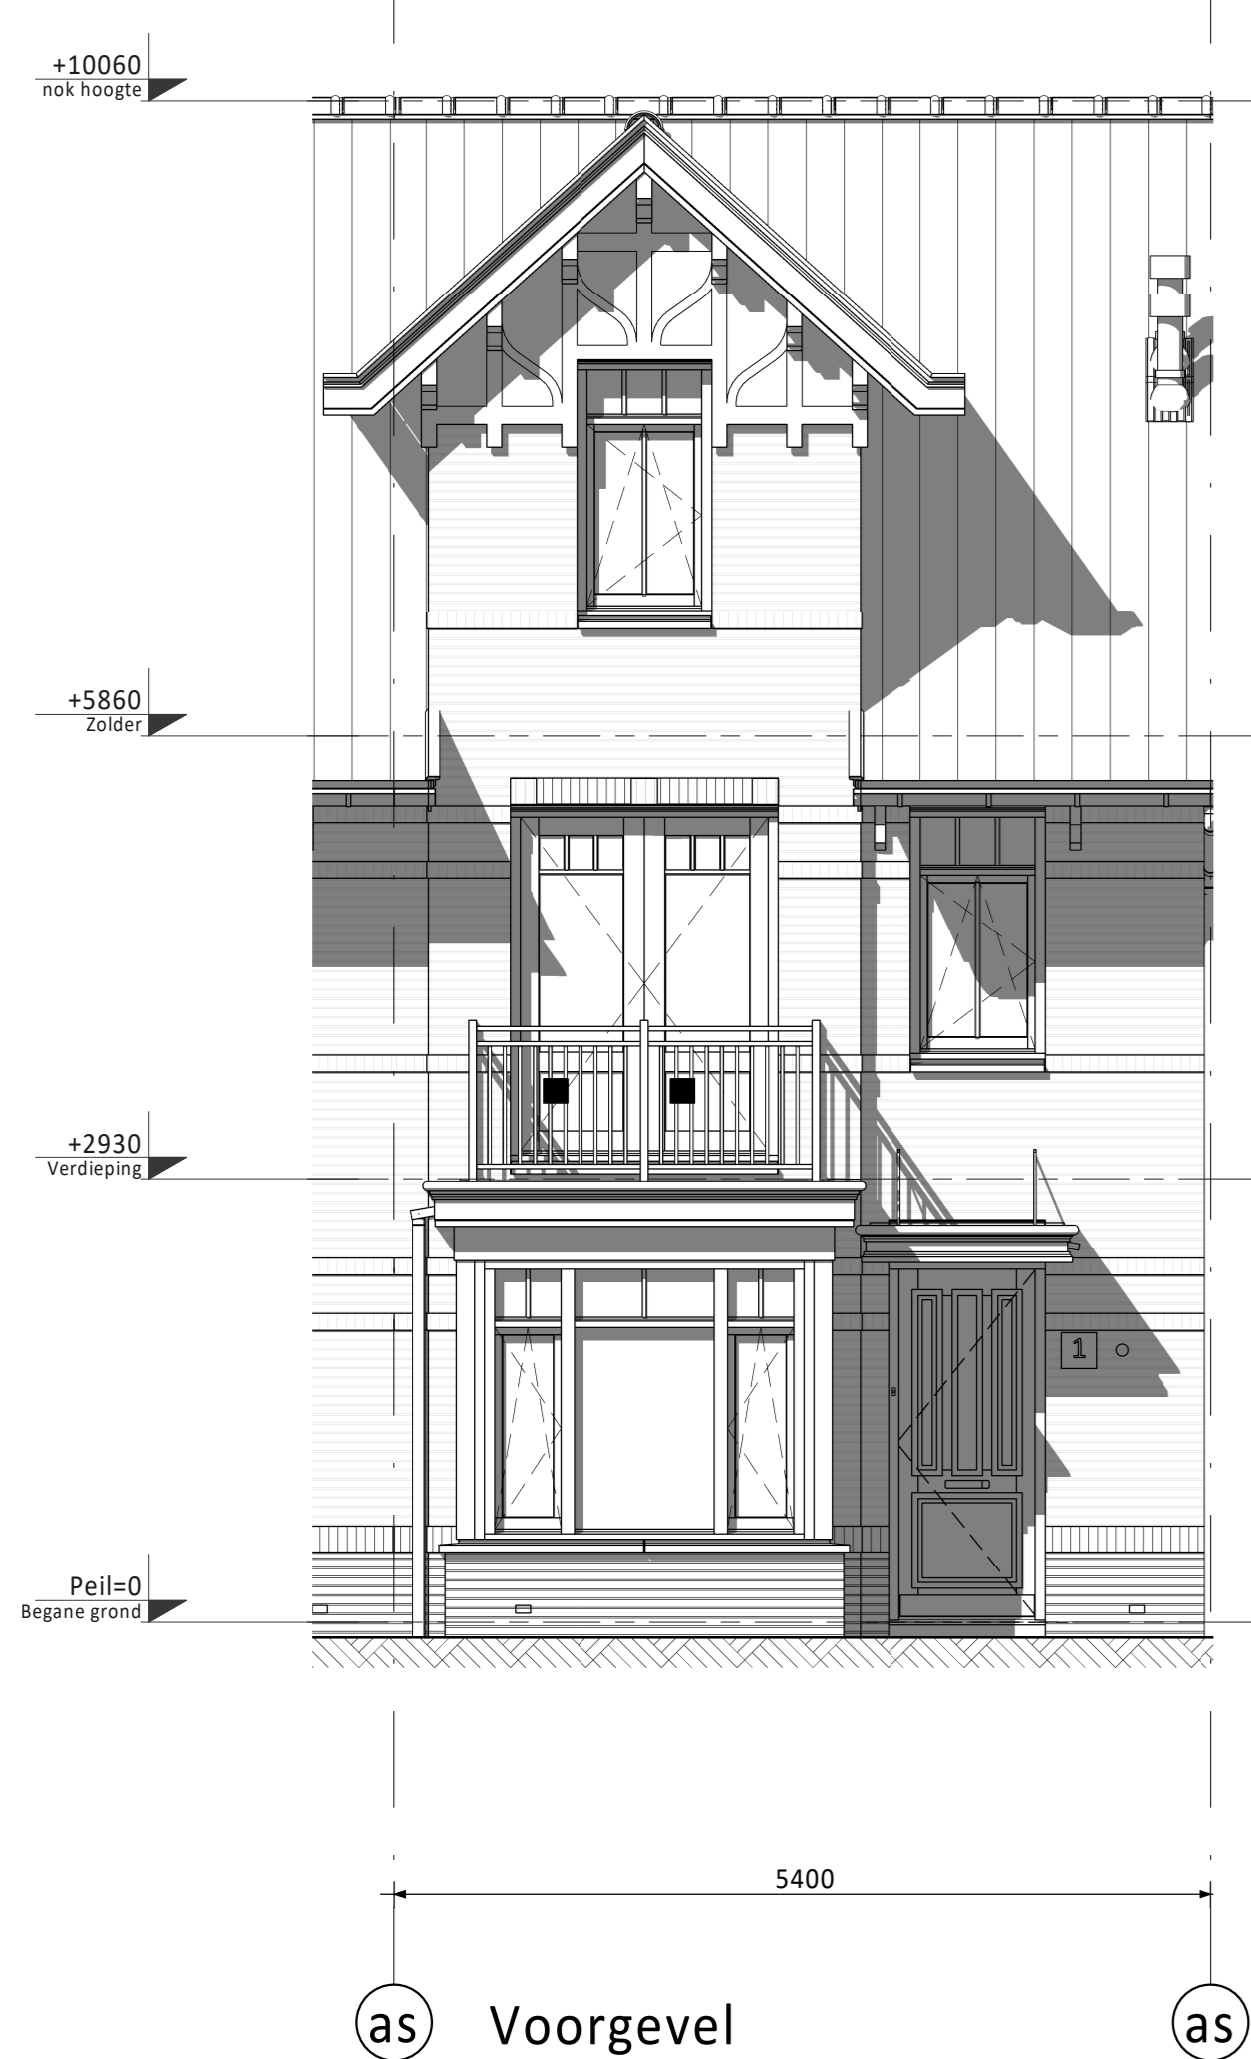 +10060
nok hoogte
+5860
Zolder
+2930
Verdieping
1
Peil=0
Begane grond
5400
as
Voorgevel
as